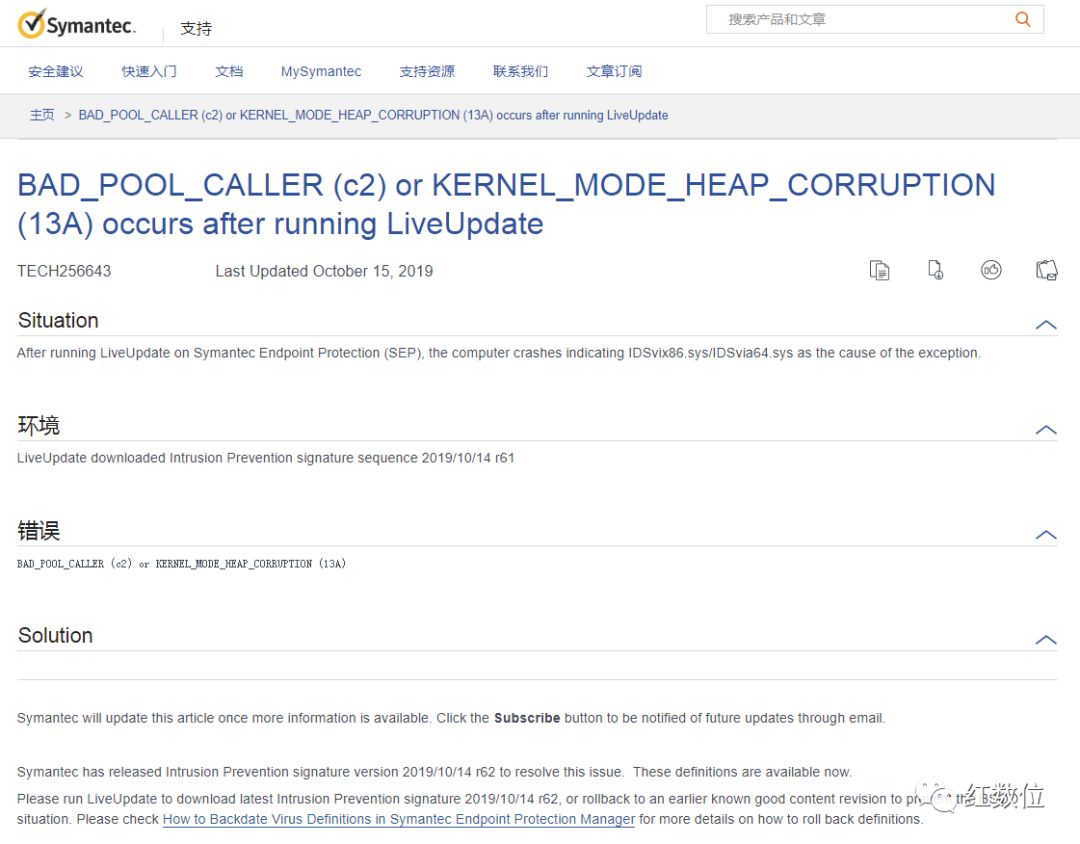 Symantec.
支持
搜索产品和文章
安全建议 快速入门 文档 MySymantec 支持资源 联系我们 文章订阅
主页 > BAD_POOL_CALLER (c2) or KERNEL_MODE_HEAP_CORRUPTION (13A) occurs after running LiveUpdate
BAD_POOL_CALLER (c2) or KERNEL_MODE_HEAP_CORRUPTION
(13A) occurs after running LiveUpdate
TECH256643 Last Updated October 15, 2019
Situation
After running LiveUpdate on Symantec Endpoint Protection (SEP), the computer crashes indicating IDSvix86.sys/IDSvia64.sys as the cause of the exception.
环境
LiveUpdate downloaded Intrusion Prevention signature sequence 2019/10/14 r61
错误
BAD_POOL_CALLER (c2) or KERNEL_MODE_HEAP_CORRUPTION (13A)
Solution
Symantec will update this article once more information is available. Click the Subscribe button to be notified of future updates through email.
Symantec has released Intrusion Prevention signature version 2019/10/14 r62 to resolve this issue. These definitions are available now.
Please run LiveUpdate to download latest Intrusion Prevention signature 2019/10/14 r62, or rollback to an earlier known good content revision to
situation. Please check How to Backdate Virus Definitions in Symantec Endpoint Protection Manager for more details on how to roll back definitions.
红数位